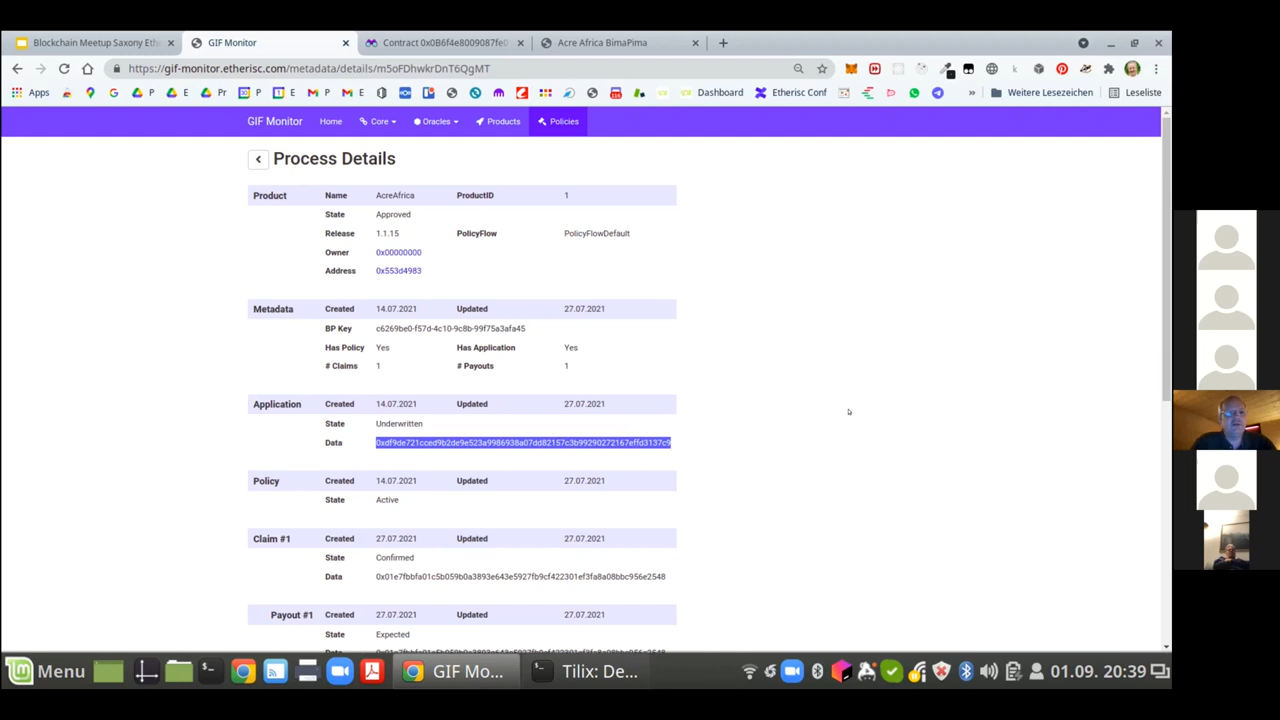 Blockchain Meetup Saxony Eth
GIF Monitor
Contract 0x0B6f4e8009087fe0
Acre Africa BimaPima
https://gif-monitor.etherisc.com/metadata/details/m5oFDhwkrDnT6QgMT
Apps
P
E
Pr
E
P
E
Dashboard
Etherisc Conf
Weitere Lesezeichen
Leseliste
GIF Monitor
Home
Core
Oracles
Products
Policies
Process Details
Product Name AcreAfrica ProductID 1
State Approved
Release 1.1.15 PolicyFlow PolicyFlowDefault
Owner 0x00000000
Address 0x553d4983
Metadata Created 14.07.2021 Updated 27.07.2021
BP Key c6269be0-f57d-4c10-9c8b-99f75a3afa45
Has Policy Yes Has Application Yes
# Claims 1 # Payouts 1
Application Created 14.07.2021 Updated 27.07.2021
State Underwritten
Data 0xdf9de721cced9b2de9e523a9986938a07dd82157c3b99290272167effd3137c9
Policy Created 14.07.2021 Updated 27.07.2021
State Active
Claim #1 Created 27.07.2021 Updated 27.07.2021
State Confirmed
Data 0x01e7fbbfa01c5b059b0a3893e643e5927fb9cf422301ef3fa8a08bbc956e2548
Payout #1 Created 27.07.2021 Updated 27.07.2021
State Expected
Menu
GIF Mo...
Tilix: De...
01.09. 20:39